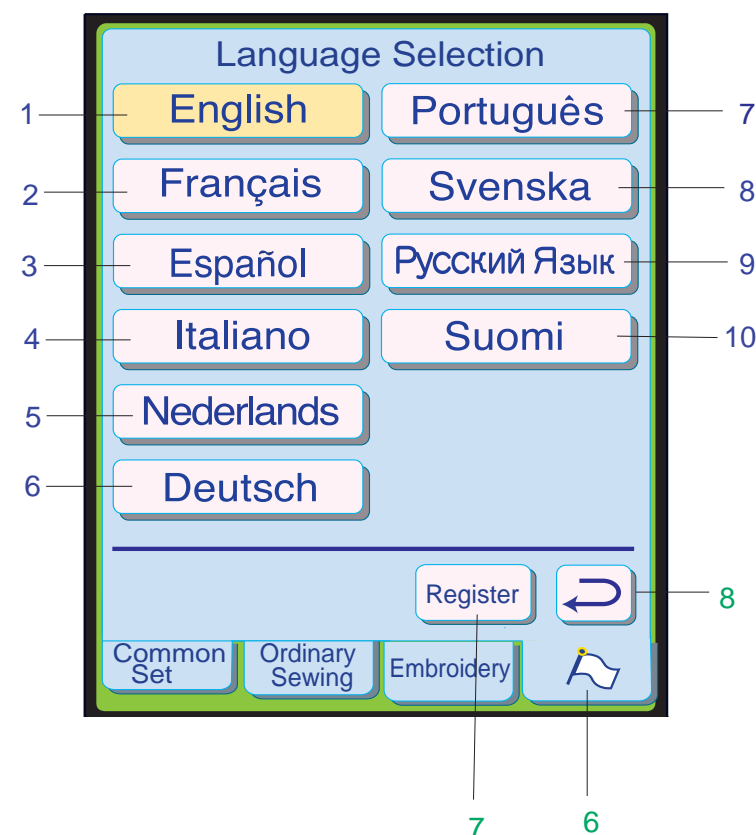 Language Selection
1 English Português 7
2 Français Svenska 8
3 Español Русский Язык 9
4 Italiano Suomi 10
5 Nederlands
6 Deutsch
Register 8
Common Set
Ordinary Sewing
Embroidery
7 6